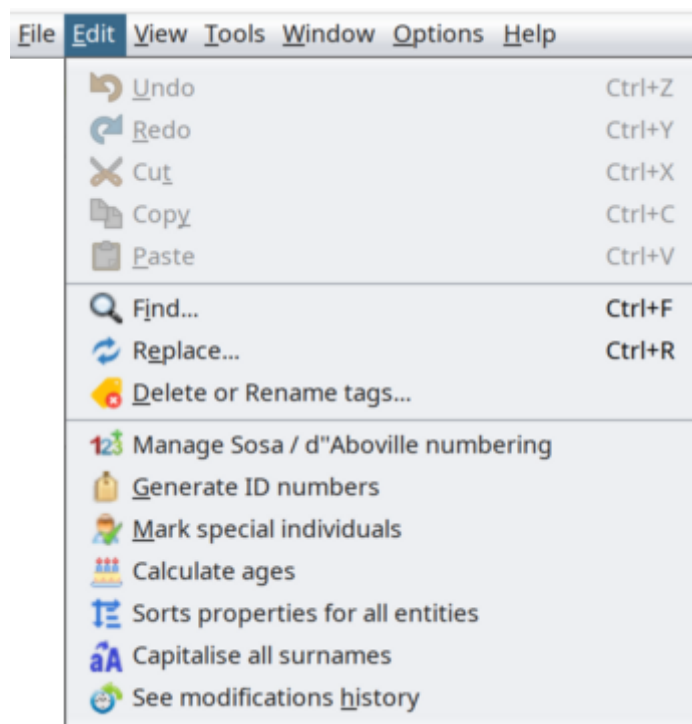 File Edit View Tools Window Options Help
Undo Ctrl+Z
Redo Ctrl+Y
Cut Ctrl+X
Copy Ctrl+C
Paste Ctrl+V
Find... Ctrl+F
Replace... Ctrl+R
Delete or Rename tags...
123 Manage Sosa / d"Aboville numbering
Generate ID numbers
Mark special individuals
Calculate ages
Sorts properties for all entities
aA Capitalise all surnames
See modifications history